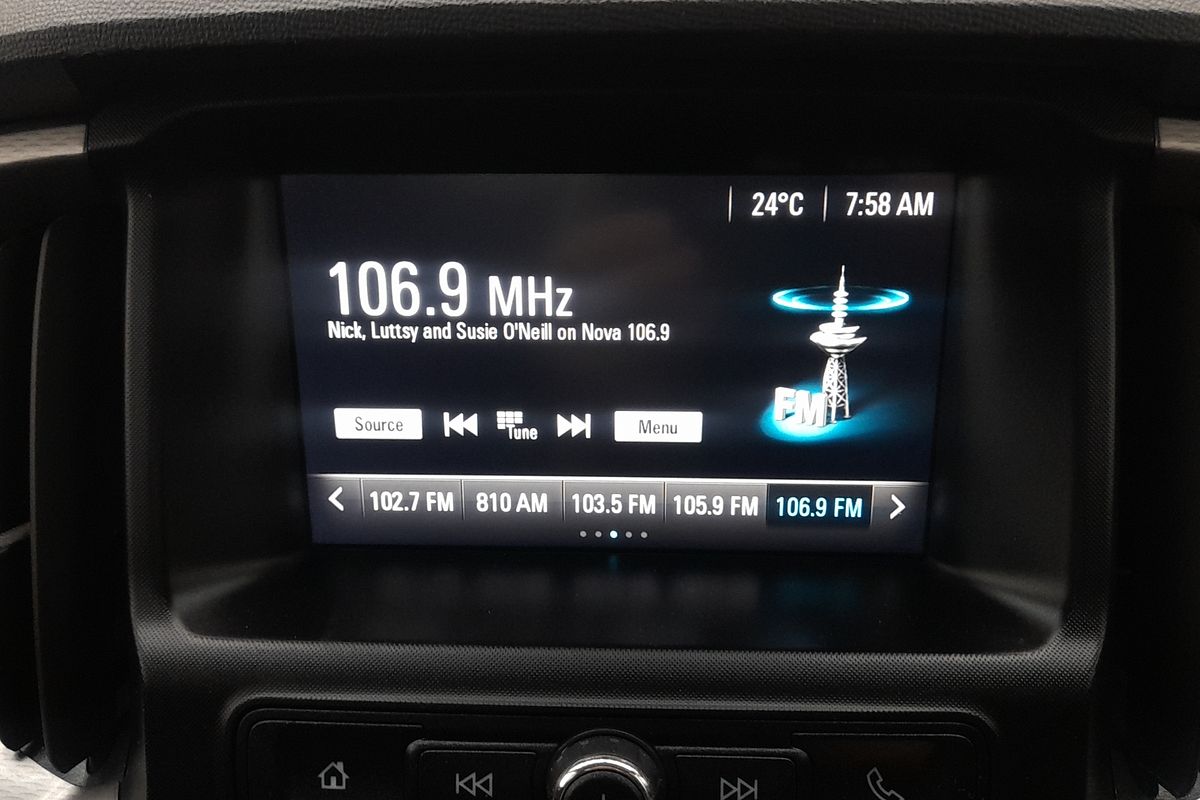 24°C 7:58 AM
106.9 MHz
Nick, Luttsy and Susie O'Neill on Nova 106.9
FM
Source Tune Menu
102.7 FM 810 AM 103.5 FM 105.9 FM 106.9 FM